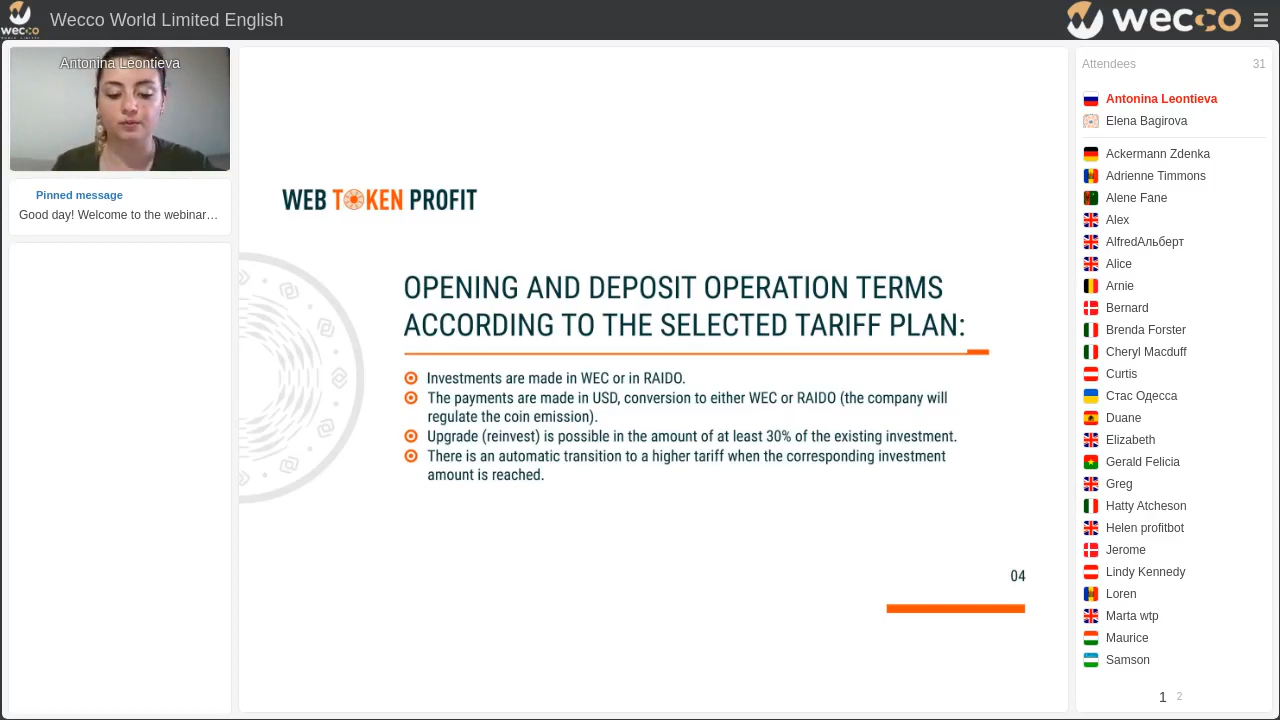 wecco
WORLD LIMITED
Wecco World Limited English
wecco
Antonina Leontieva
Pinned message
Good day! Welcome to the webinar…
WEB TOKEN PROFIT
OPENING AND DEPOSIT OPERATION TERMS
ACCORDING TO THE SELECTED TARIFF PLAN:
Investments are made in WEC or in RAIDO.
The payments are made in USD, conversion to either WEC or RAIDO (the company will
regulate the coin emission).
Upgrade (reinvest) is possible in the amount of at least 30% of the existing investment.
There is an automatic transition to a higher tariff when the corresponding investment
amount is reached.
04
Attendees 31
Antonina Leontieva
Elena Bagirova
Ackermann Zdenka
Adrienne Timmons
Alene Fane
Alex
AlfredАльберт
Alice
Arnie
Bernard
Brenda Forster
Cheryl Macduff
Curtis
Стас Одесса
Duane
Elizabeth
Gerald Felicia
Greg
Hatty Atcheson
Helen profitbot
Jerome
Lindy Kennedy
Loren
Marta wtp
Maurice
Samson
1 2